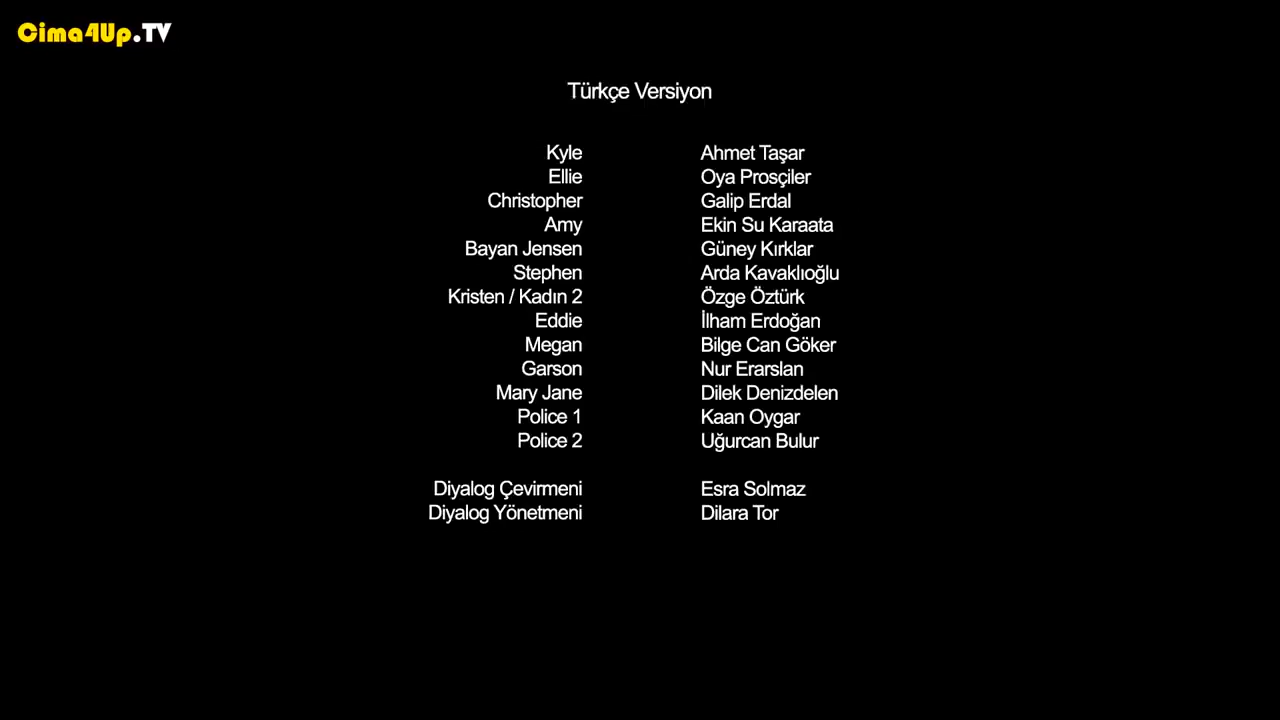 Cima4Up.TV
Türkçe Versiyon
Kyle Ahmet Taşar
Ellie Oya Prosçiler
Christopher Galip Erdal
Amy Ekin Su Karaata
Bayan Jensen Güney Kırklar
Stephen Arda Kavaklıoğlu
Kristen / Kadın 2 Özge Öztürk
Eddie İlham Erdoğan
Megan Bilge Can Göker
Garson Nur Erarslan
Mary Jane Dilek Denizdelen
Police 1 Kaan Oygar
Police 2 Uğurcan Bulur
Diyalog Çevirmeni Esra Solmaz
Diyalog Yönetmeni Dilara Tor